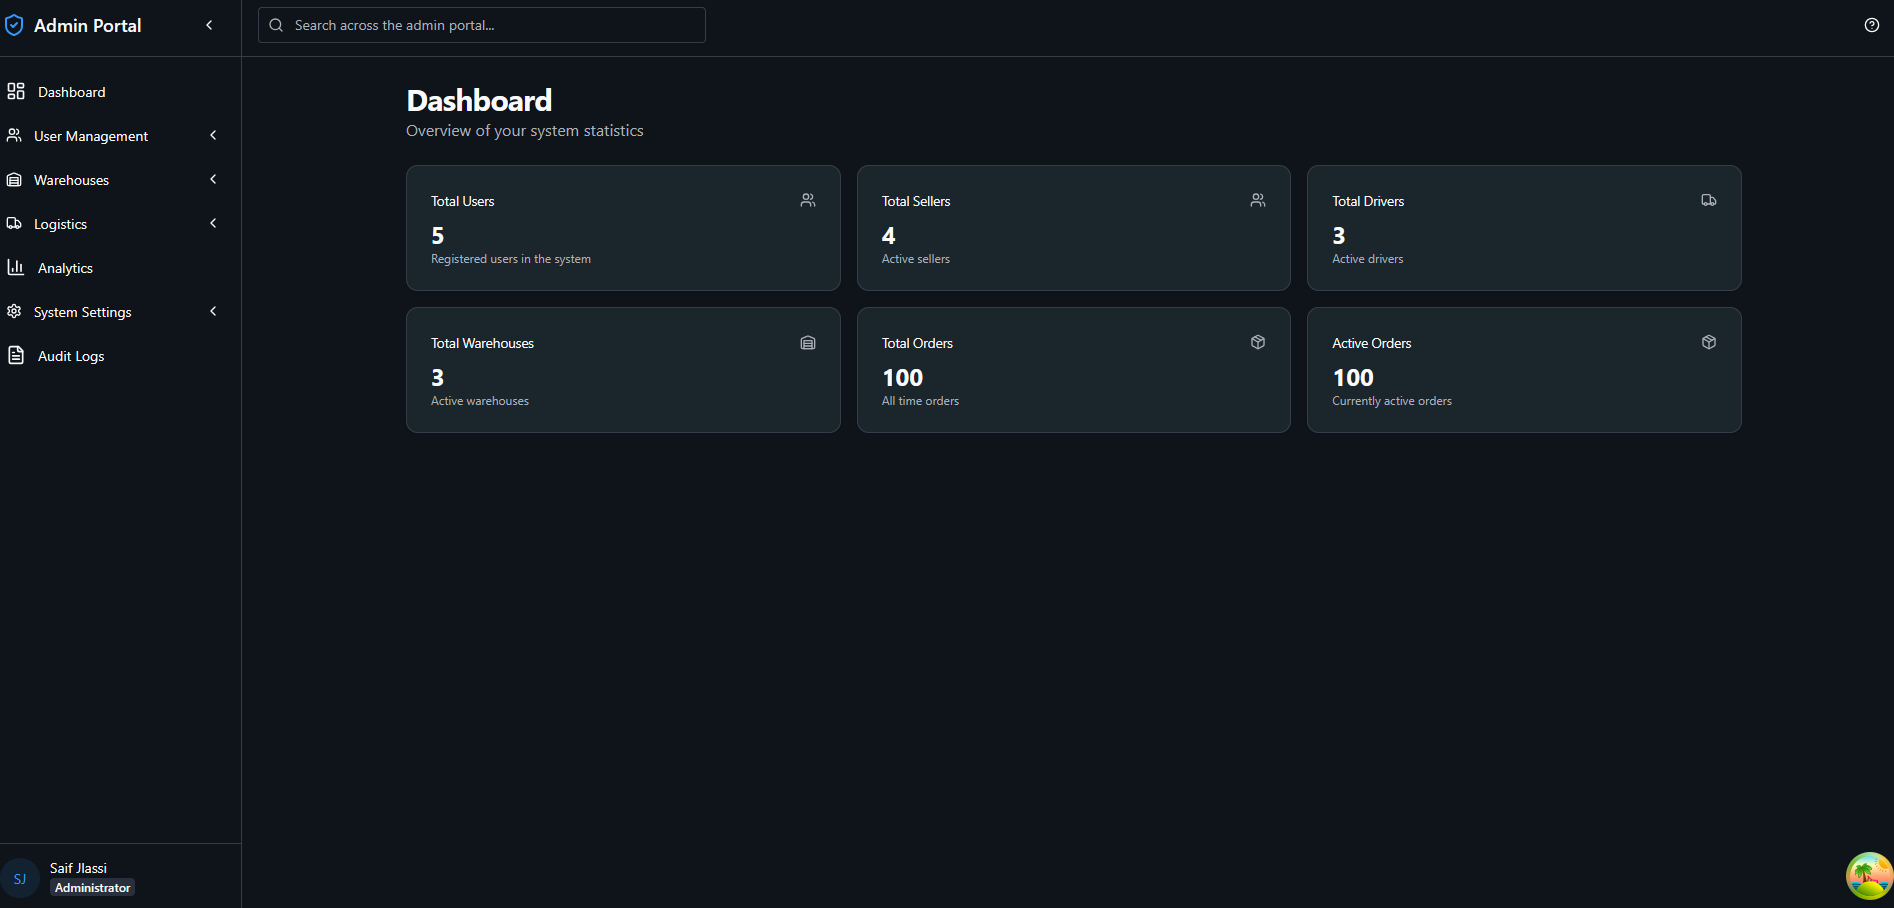 Admin Portal
Search across the admin portal...
Dashboard
User Management
Warehouses
Logistics
Analytics
System Settings
Audit Logs
Dashboard
Overview of your system statistics
Total Users
5
Registered users in the system
Total Sellers
4
Active sellers
Total Drivers
3
Active drivers
Total Warehouses
3
Active warehouses
Total Orders
100
All time orders
Active Orders
100
Currently active orders
SJ
Saif Jlassi
Administrator